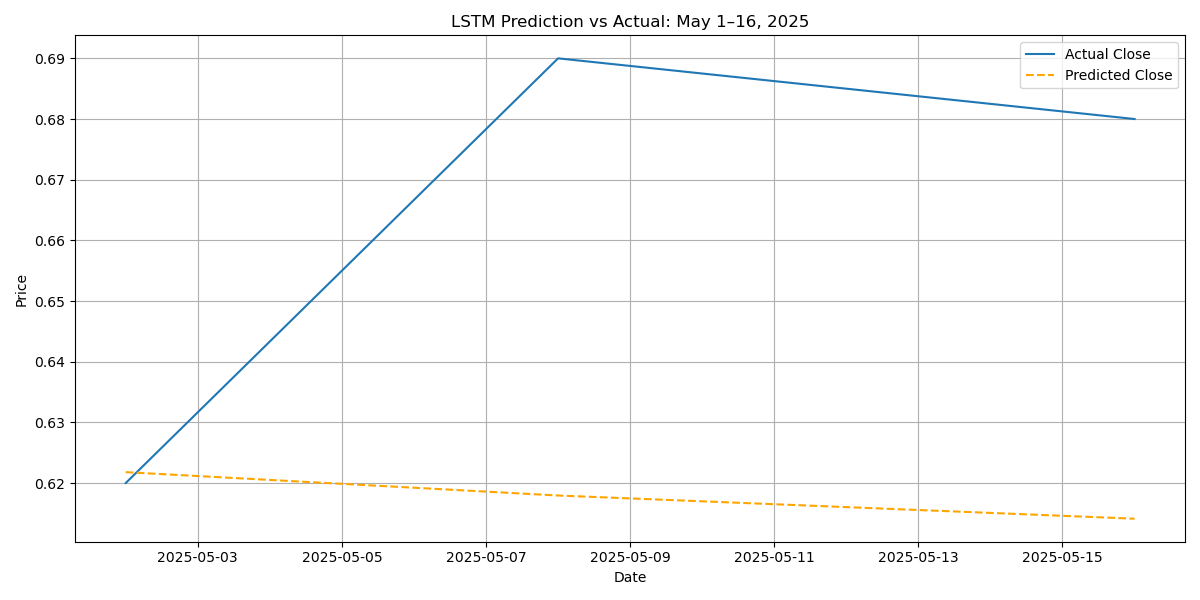 LSTM Prediction vs Actual: May 1–16, 2025
Actual Close
Predicted Close
Price
0.69
0.68
0.67
0.66
0.65
0.64
0.63
0.62
2025-05-03 2025-05-05 2025-05-07 2025-05-09 2025-05-11 2025-05-13 2025-05-15
Date